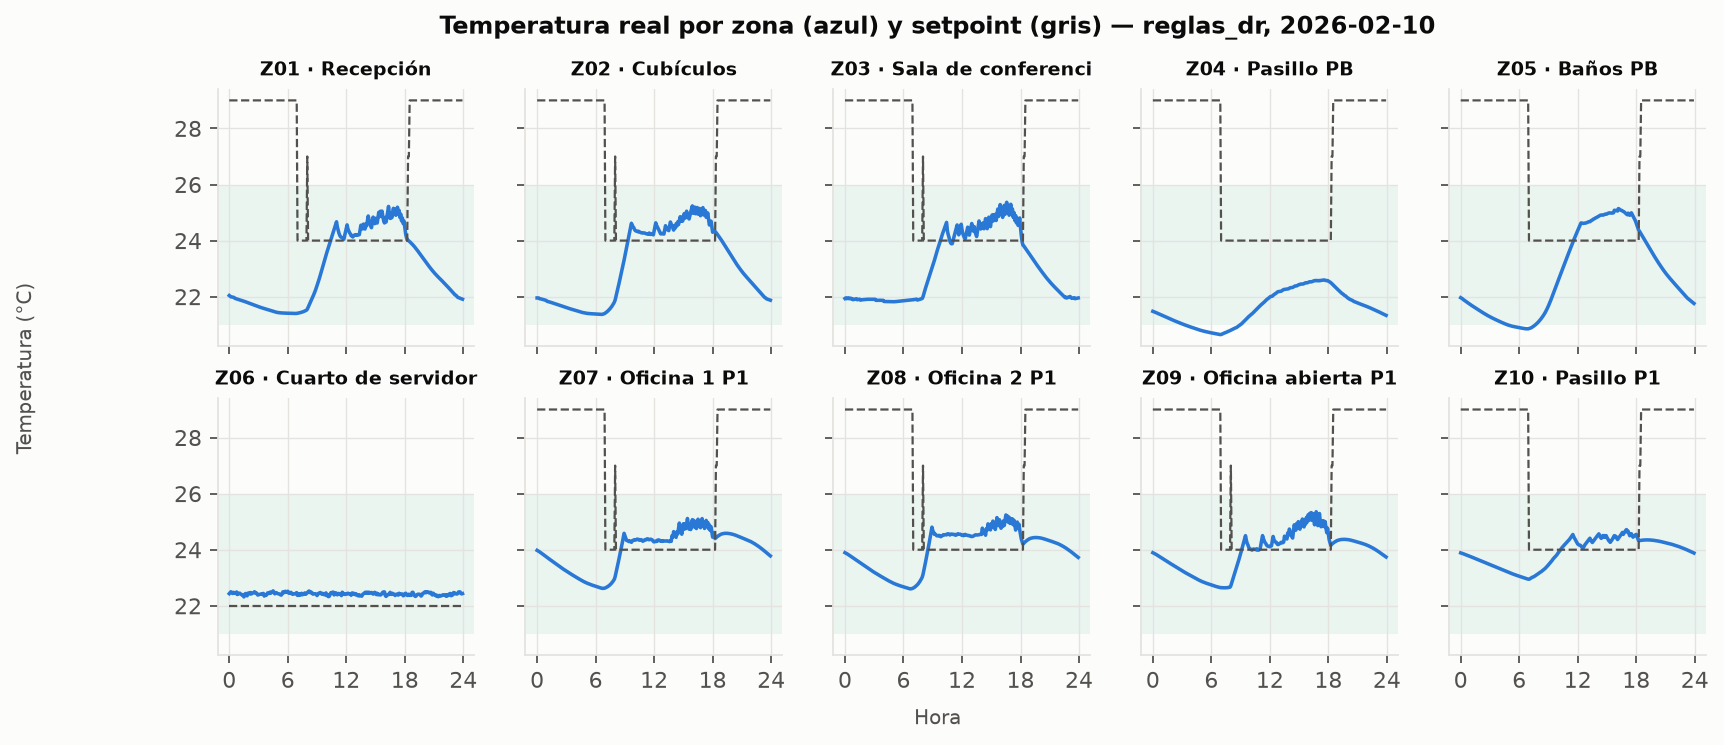 Temperatura real por zona (azul) y setpoint (gris) — reglas_dr, 2026-02-10
Z01 · Recepción
Z02 · Cubículos
Z03 · Sala de conferenci
Z04 · Pasillo PB
Z05 · Baños PB
28
26
24
22
Z06 · Cuarto de servidor
Z07 · Oficina 1 P1
Z08 · Oficina 2 P1
Z09 · Oficina abierta P1
Z10 · Pasillo P1
28
26
24
22
0 6 12 18 24
0 6 12 18 24
0 6 12 18 24
0 6 12 18 24
0 6 12 18 24
Temperatura (°C)
Hora